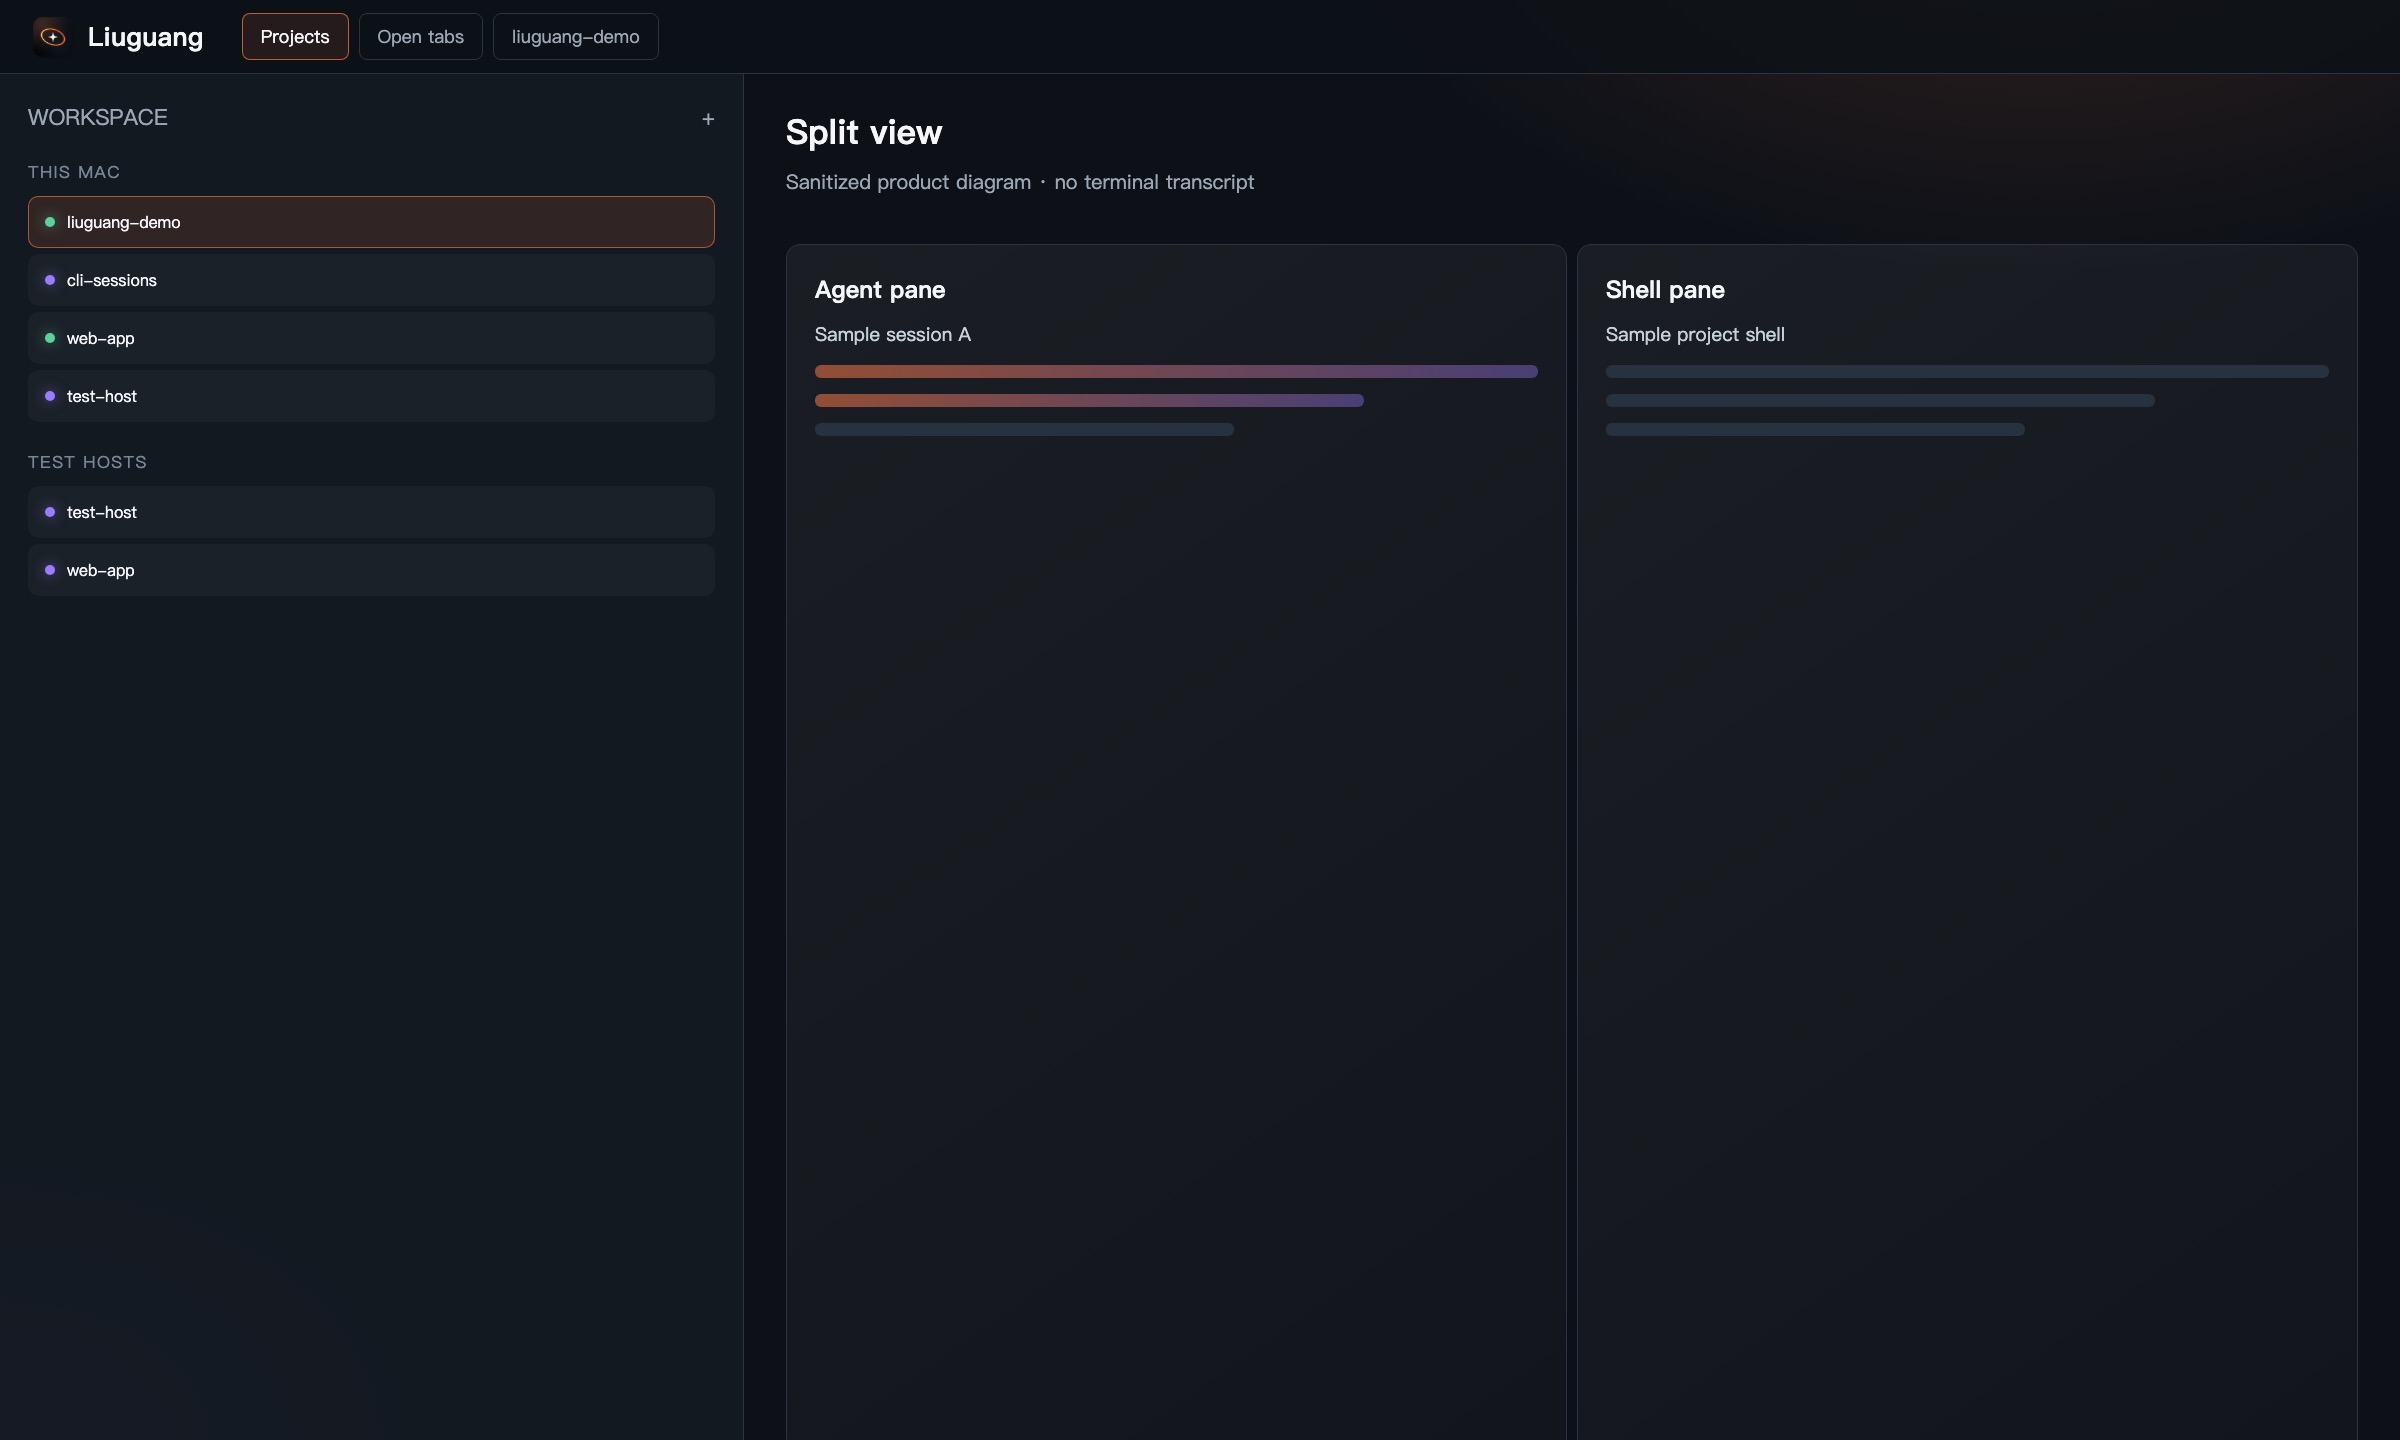 Liuguang
Projects
Open tabs
liuguang-demo
WORKSPACE
+
THIS MAC
liuguang-demo
cli-sessions
web-app
test-host
TEST HOSTS
test-host
web-app
Split view
Sanitized product diagram · no terminal transcript
Agent pane
Sample session A
Shell pane
Sample project shell